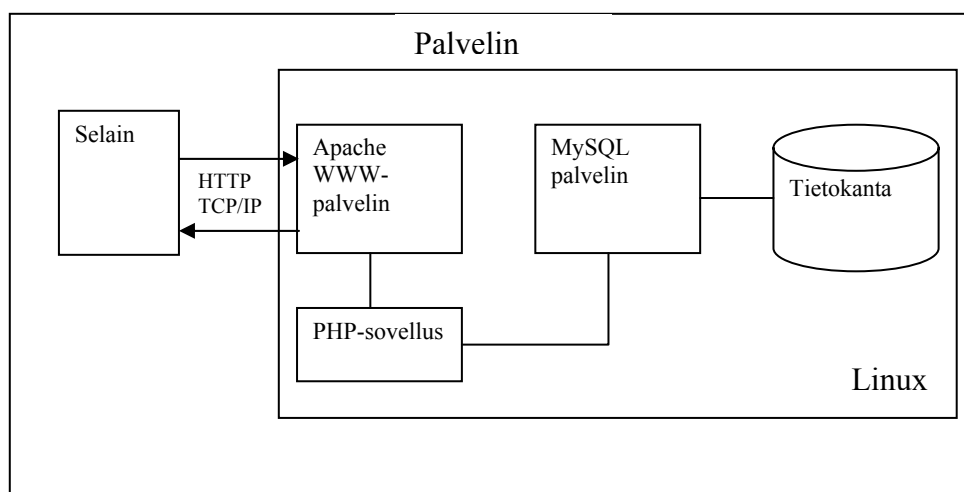 Palvelin
Selain
HTTP
TCP/IP
Apache
WWW-
palvelin
MySQL
palvelin
Tietokanta
PHP-sovellus
Linux